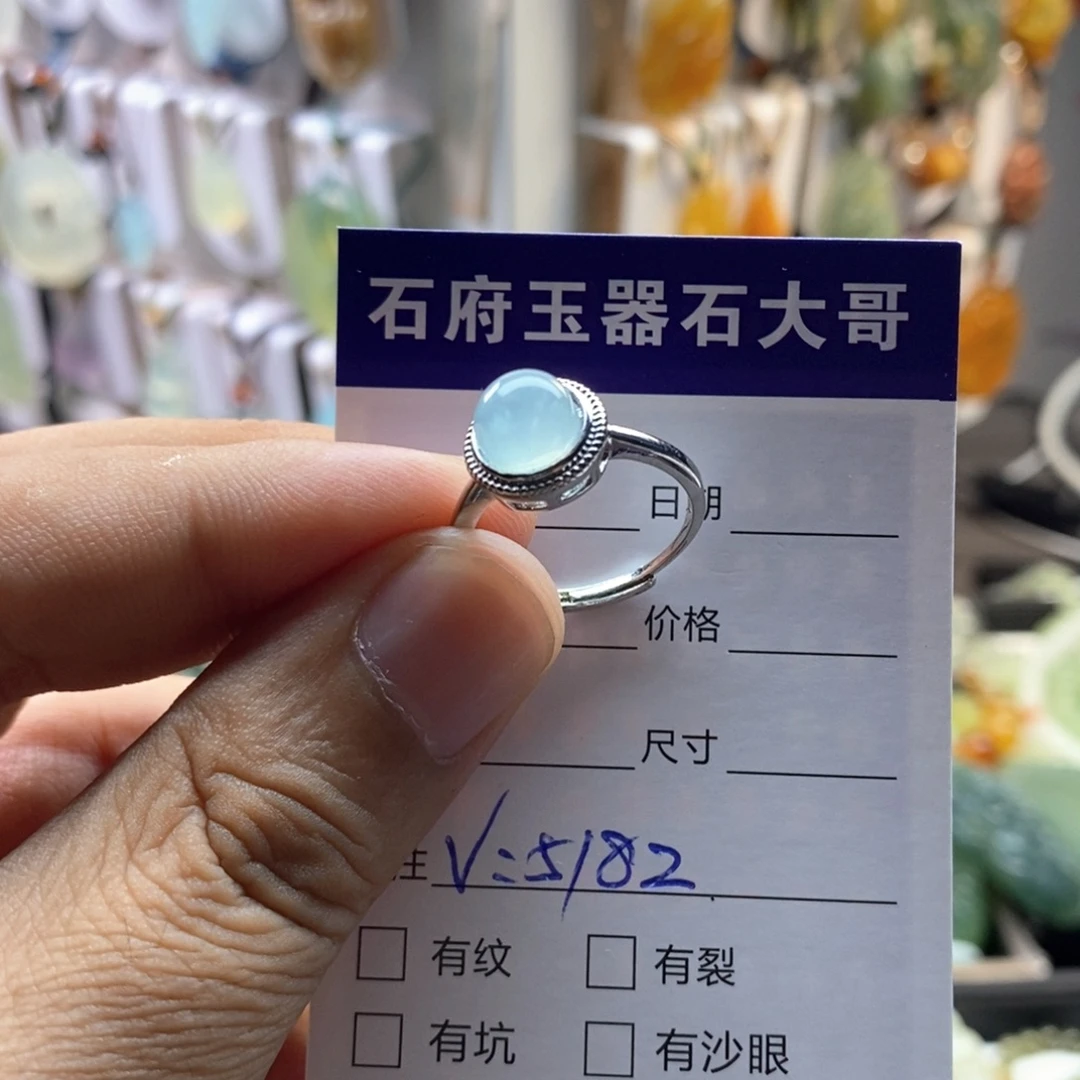 石府玉器石大哥
日期
价格
尺寸
注 V=5182
有纹 有裂
有坑 有沙眼